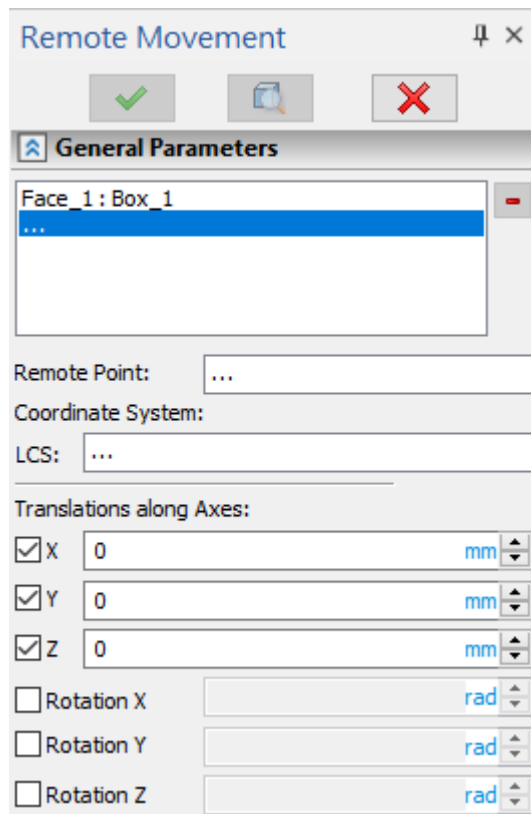 Remote Movement
General Parameters
Face_1 : Box_1
...
Remote Point: ...
Coordinate System:
LCS: ...
Translations along Axes:
X 0 mm
Y 0 mm
Z 0 mm
Rotation X rad
Rotation Y rad
Rotation Z rad